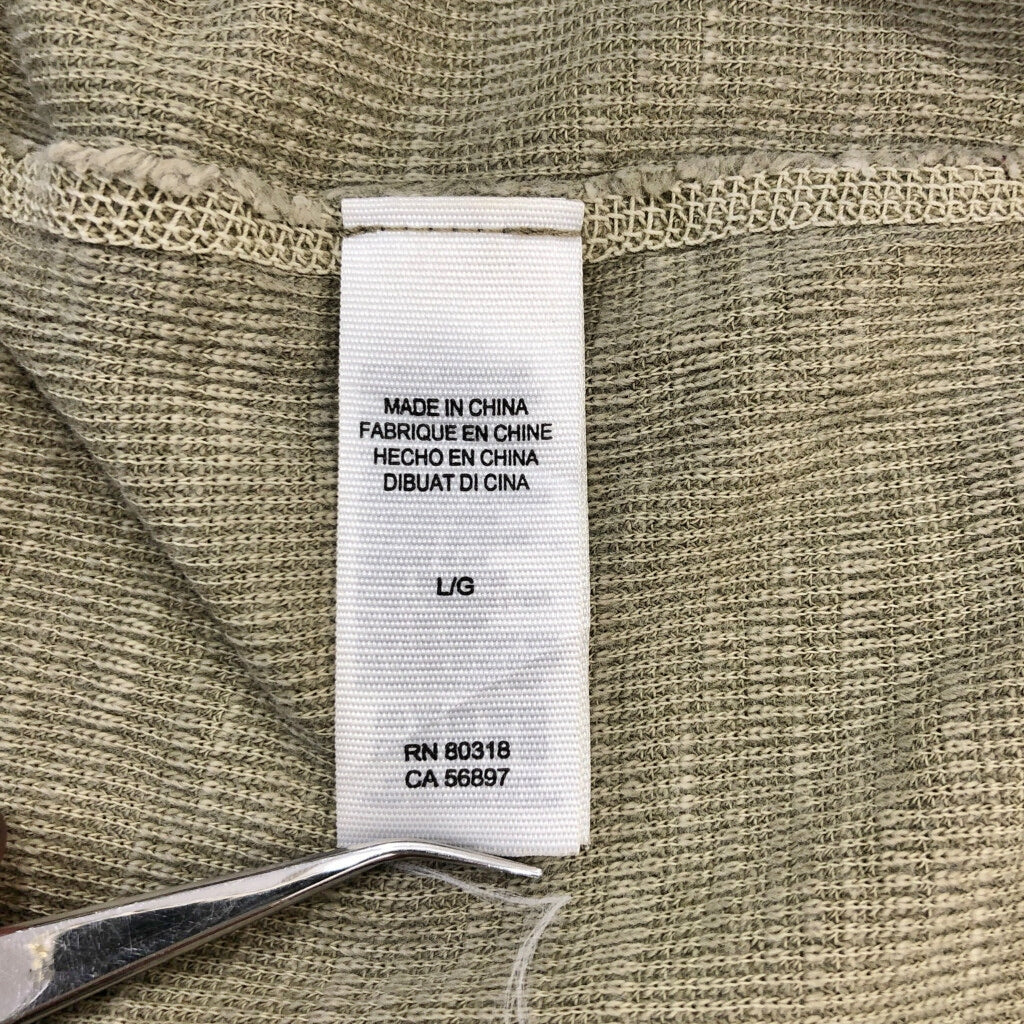 MADE IN CHINA
FABRIQUE EN CHINE
HECHO EN CHINA
DIBUAT DI CINA
L/G
RN 80318
CA 56897